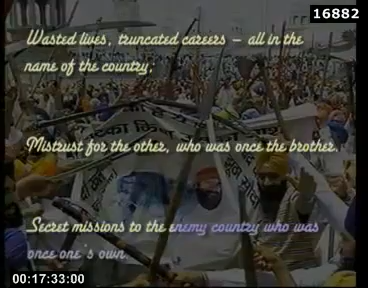 16882
Wasted lives, truncated careers – all in the
name of the country;
Mistrust for the other, who was once the brother.
Secret missions to the enemy country who was
once one's own.
00:17:33:00